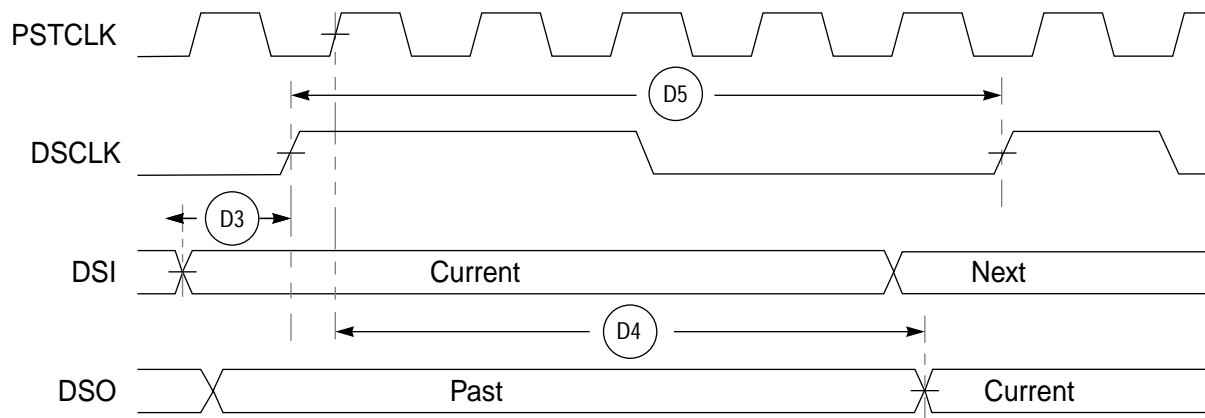 PSTCLK
D5
DSCLK
D3
DSI
Current
Next
D4
DSO
Past
Current